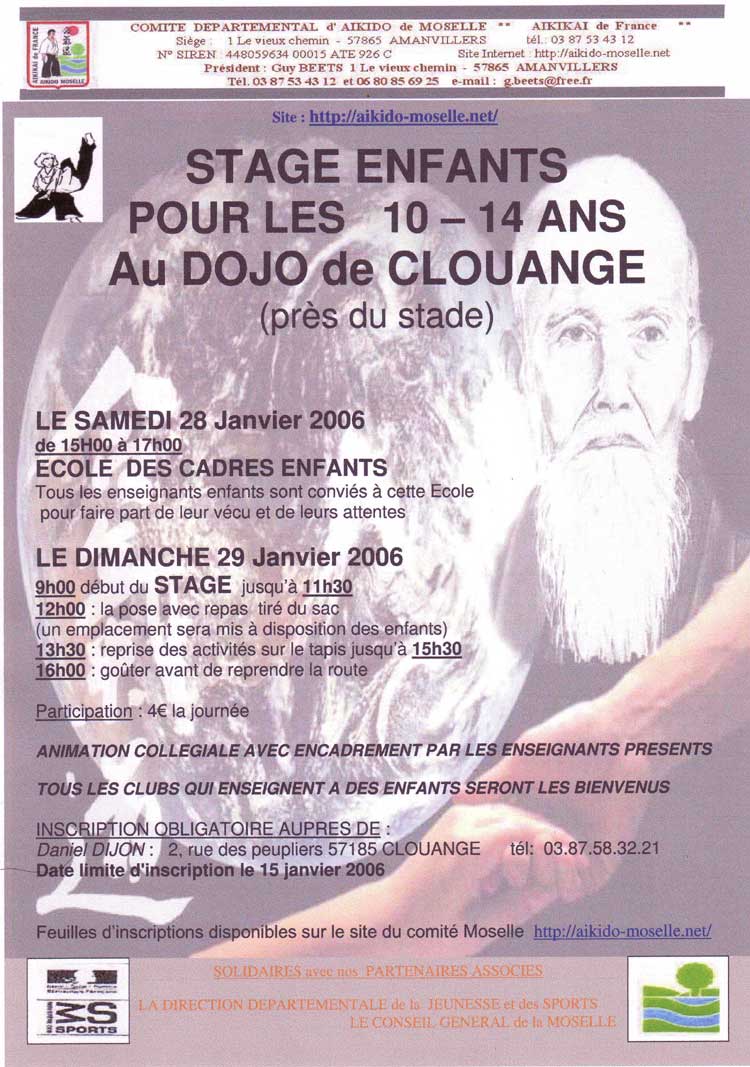 COMITE DEPARTEMENTAL d' AIKIDO de MOSELLE ** AIKIKAI de France **
Siège : 1 Le vieux chemin - 57865 AMANVILLERS tél.: 03 87 53 43 12
N° SIREN : 448059634 00015 ATE 926 C Site Internet : http://aikido-moselle.net
Président : Guy BEETS 1 Le vieux chemin - 57865 AMANVILLERS
Tél. 03 87 53 43 12 et 06 80 85 69 25 e-mail : g.beets@free.fr
AIKIKAI de FRANCE
AIKIDO MOSELLE
Site : http://aikido-moselle.net/
STAGE ENFANTS
POUR LES 10 – 14 ANS
Au DOJO de CLOUANGE
(près du stade)
LE SAMEDI 28 Janvier 2006
de 15H00 à 17h00
ECOLE DES CADRES ENFANTS
Tous les enseignants enfants sont conviés à cette Ecole
pour faire part de leur vécu et de leurs attentes
LE DIMANCHE 29 Janvier 2006
9h00 début du STAGE jusqu'à 11h30
12h00 : la pose avec repas tiré du sac
(un emplacement sera mis à disposition des enfants)
13h30 : reprise des activités sur le tapis jusqu'à 15h30
16h00 : goûter avant de reprendre la route
Participation : 4€ la journée
ANIMATION COLLEGIALE AVEC ENCADREMENT PAR LES ENSEIGNANTS PRESENTS
TOUS LES CLUBS QUI ENSEIGNENT A DES ENFANTS SERONT LES BIENVENUS
INSCRIPTION OBLIGATOIRE AUPRES DE :
Daniel DIJON : 2, rue des peupliers 57185 CLOUANGE tél: 03.87.58.32.21
Date limite d'inscription le 15 janvier 2006
Feuilles d'inscriptions disponibles sur le site du comité Moselle http://aikido-moselle.net/
SOLIDAIRES avec nos PARTENAIRES ASSOCIES
LA DIRECTION DEPARTEMENTALE de la JEUNESSE et des SPORTS
LE CONSEIL GENERAL de la MOSELLE
SPORTS